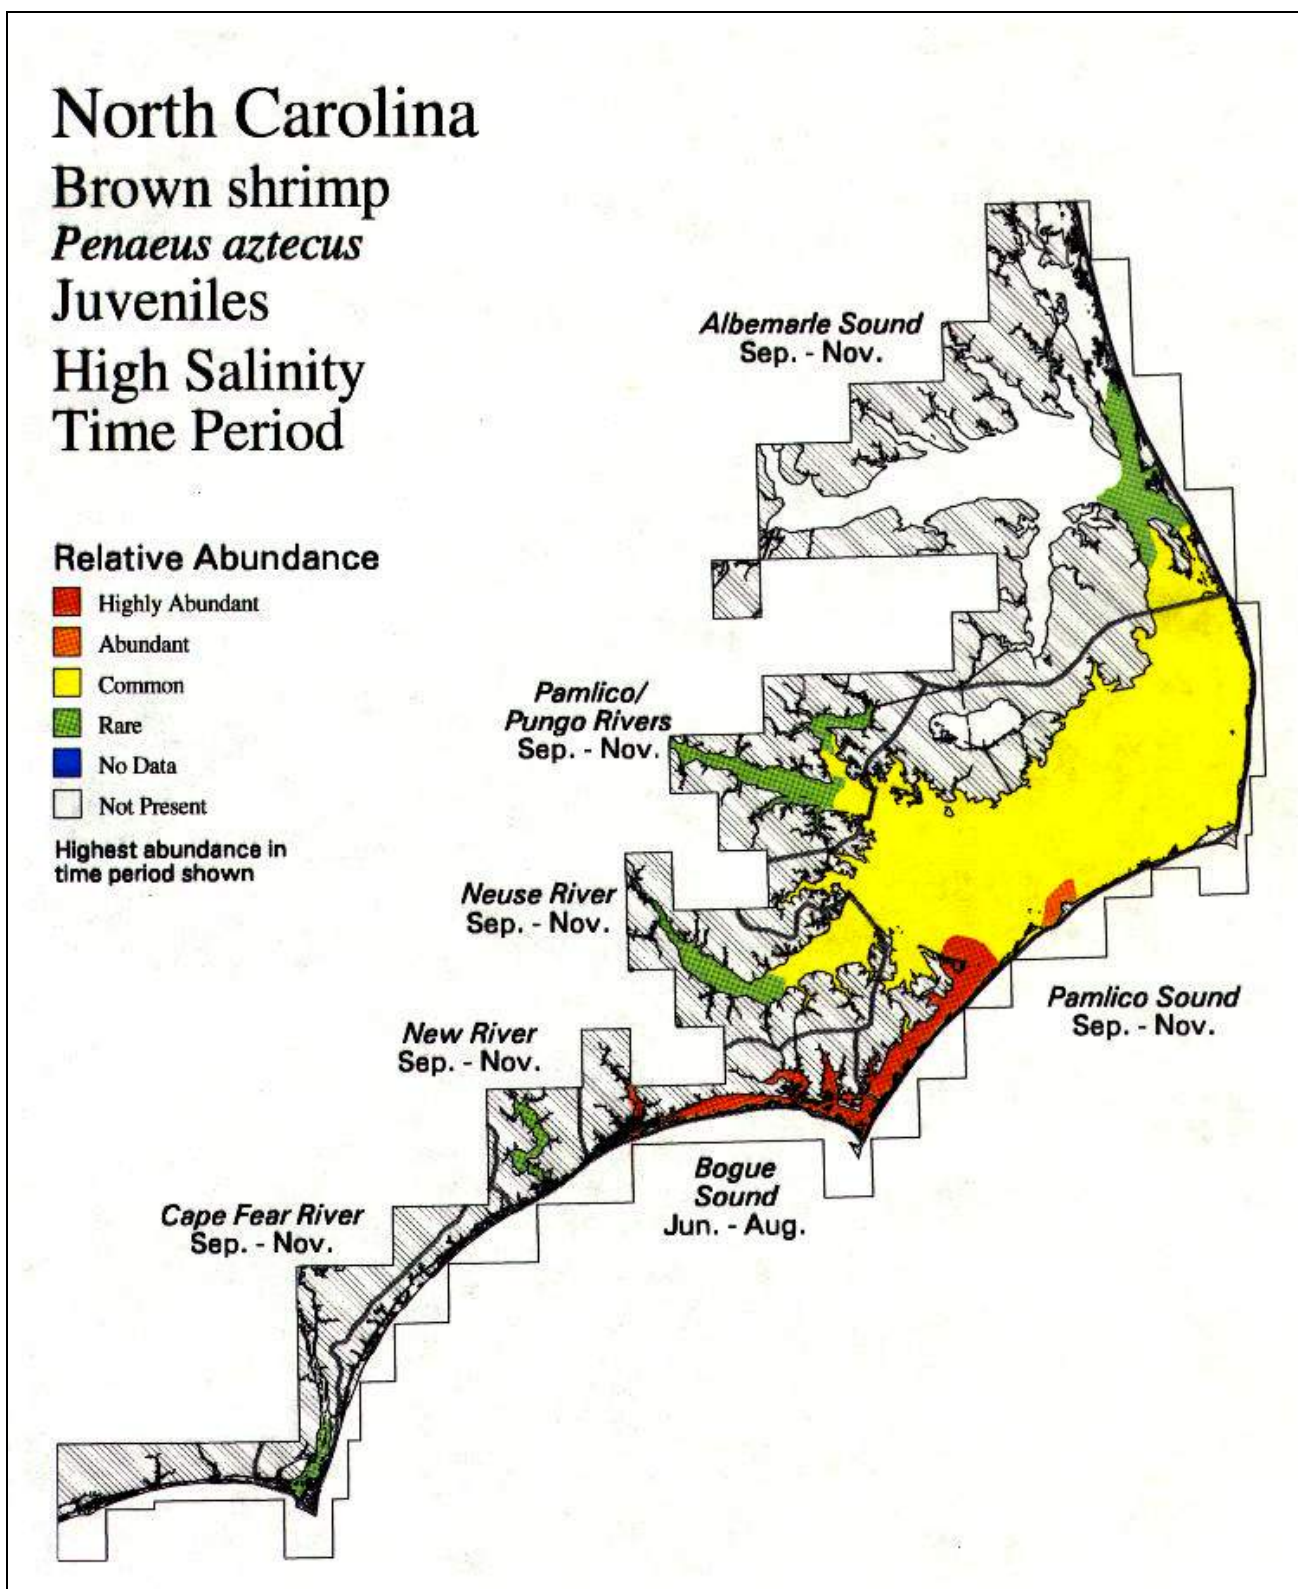 North Carolina
Brown shrimp
Penaeus aztecus
Juveniles
High Salinity
Time Period
Relative Abundance
Highly Abundant
Abundant
Common
Rare
No Data
Not Present
Highest abundance in
time period shown
Albemarle Sound
Sep. - Nov.
Pamlico/
Pungo Rivers
Sep. - Nov.
Neuse River
Sep. - Nov.
Pamlico Sound
Sep. - Nov.
New River
Sep. - Nov.
Bogue
Sound
Jun. - Aug.
Cape Fear River
Sep. - Nov.